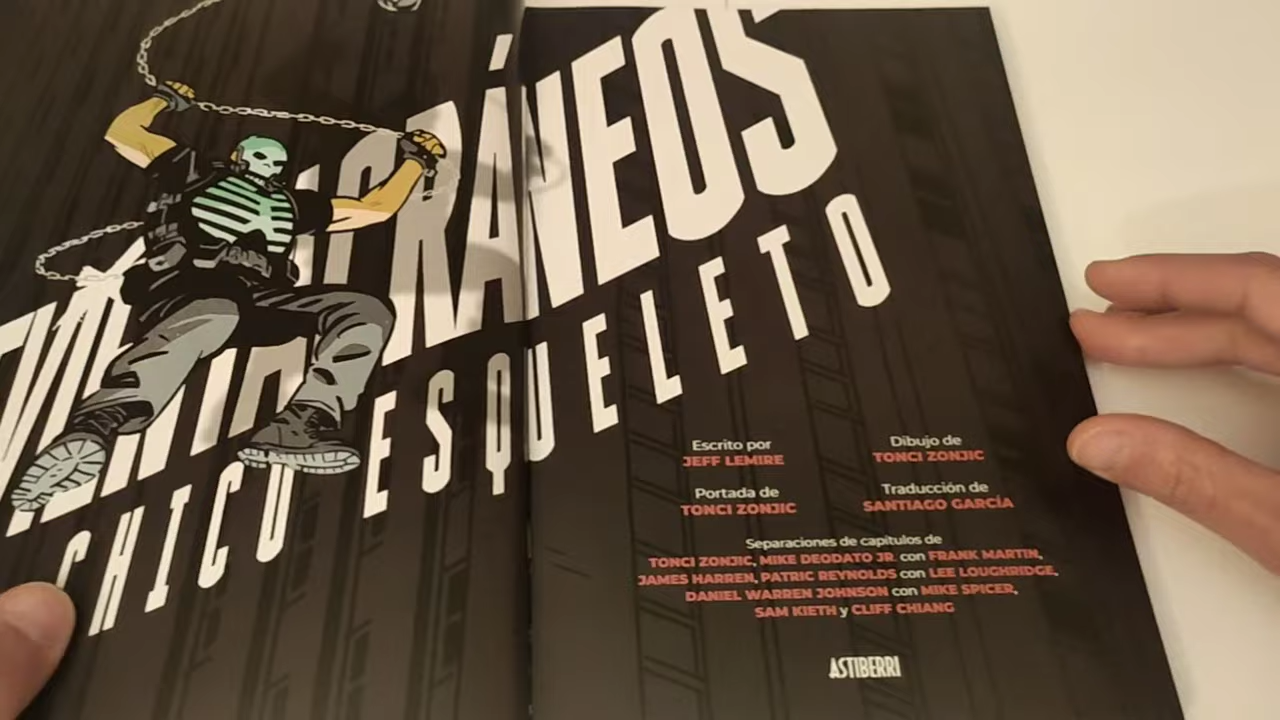 EVIENTACRÁNEOS
CHICO ESQUELETO
Escrito por
JEFF LEMIRE
Dibujo de
TONCI ZONJIC
Portada de
TONCI ZONJIC
Traducción de
SANTIAGO GARCÍA
Separaciones de capítulos de
TONCI ZONJIC, MIKE DEODATO JR. con FRANK MARTIN,
JAMES HARREN, PATRIC REYNOLDS con LEE LOUGHRIDGE,
DANIEL WARREN JOHNSON con MIKE SPICER,
SAM KIETH y CLIFF CHIANG
ASTIBERRI